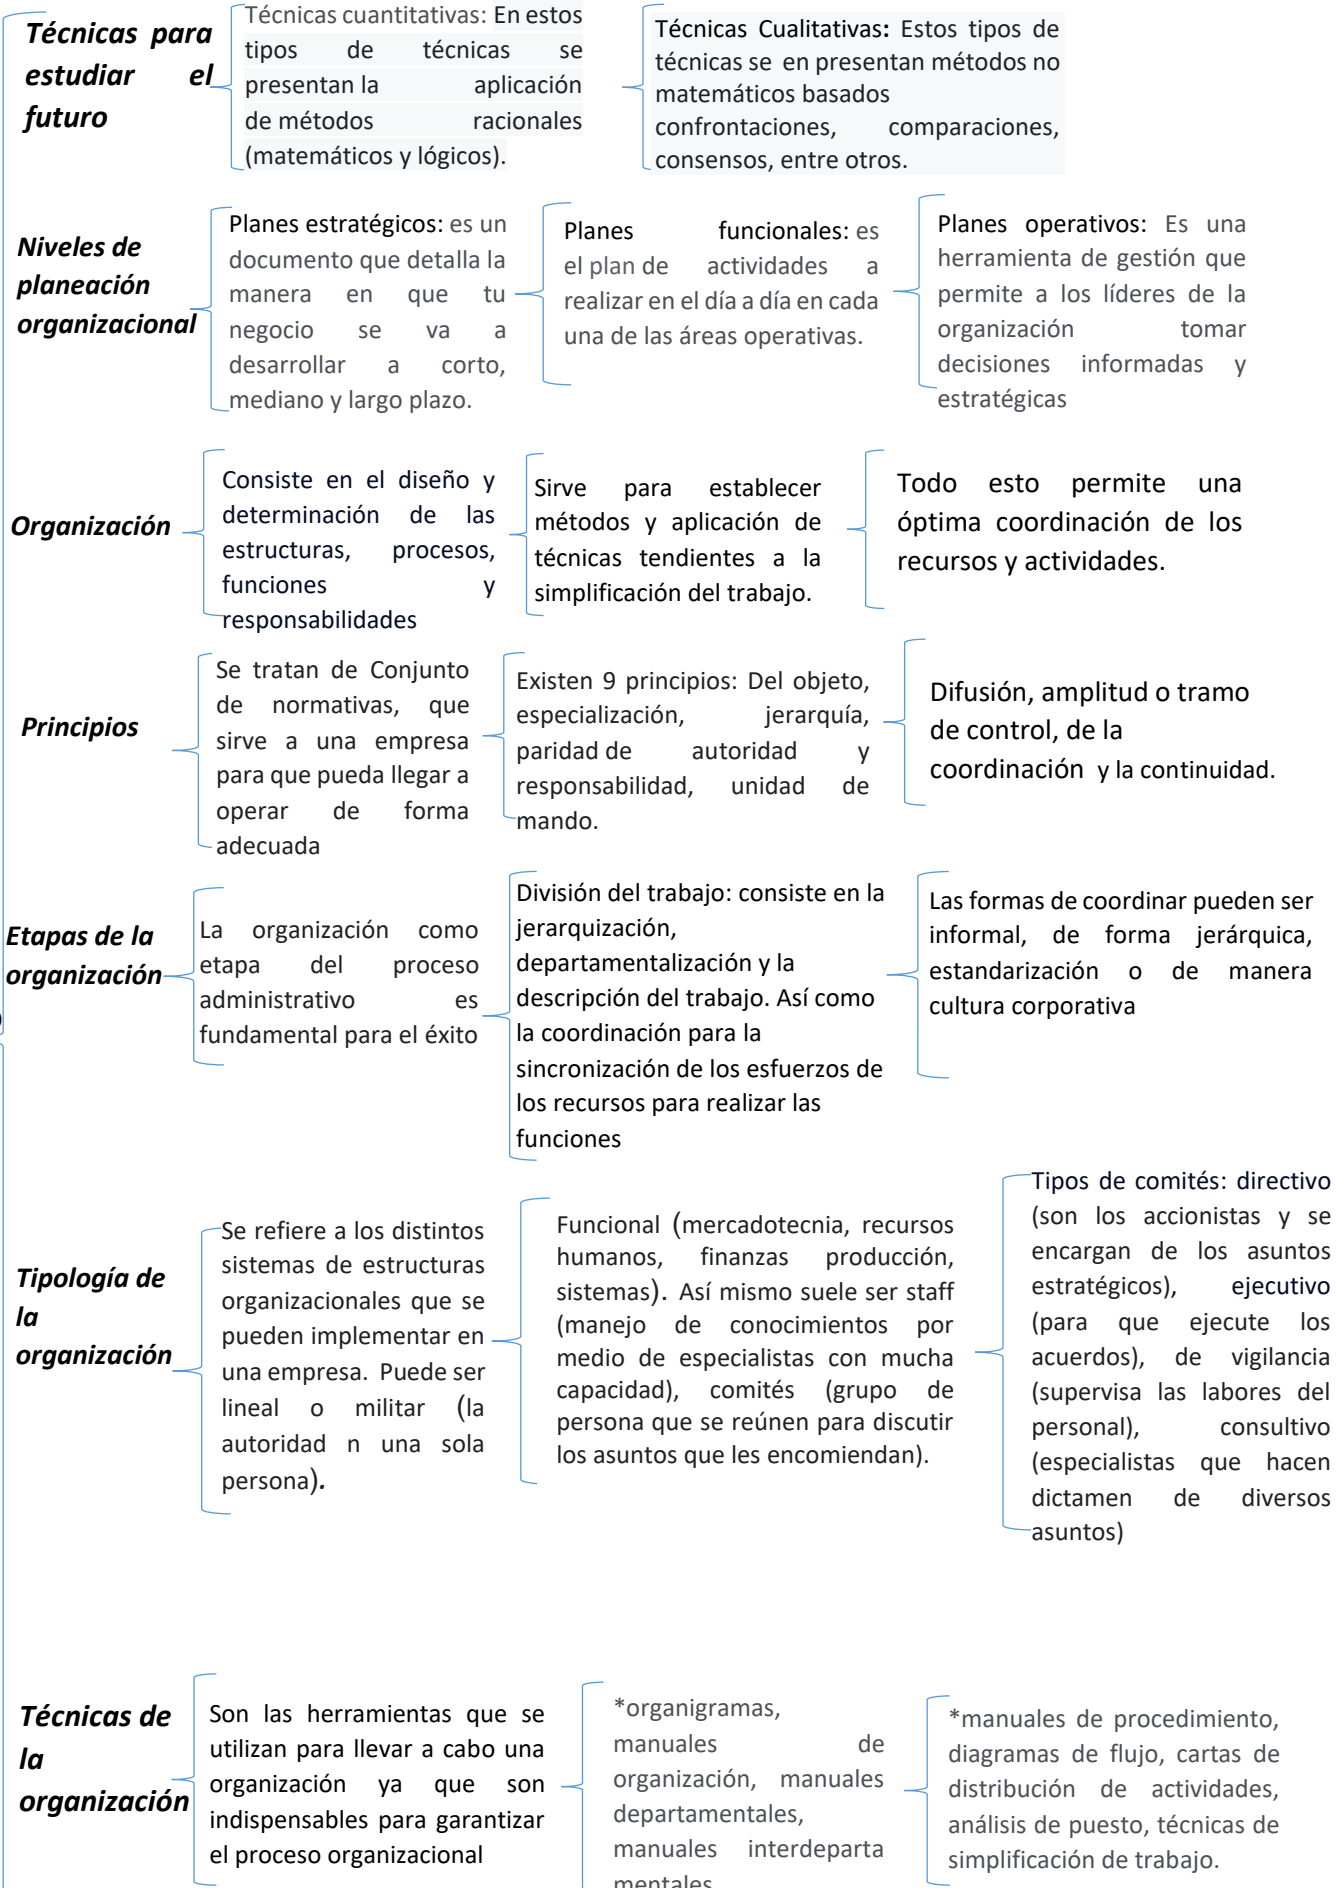 Técnicas para
estudiar el
futuro
Técnicas cuantitativas: En estos
tipos de técnicas se
presentan la aplicación
de métodos racionales
(matemáticos y lógicos).
Técnicas Cualitativas: Estos tipos de
técnicas se en presentan métodos no
matemáticos basados
confrontaciones, comparaciones,
consensos, entre otros.
Niveles de
planeación
organizacional
Planes estratégicos: es un
documento que detalla la
manera en que tu
negocio se va a
desarrollar a corto,
mediano y largo plazo.
Planes funcionales: es
el plan de actividades a
realizar en el día a día en cada
una de las áreas operativas.
Planes operativos: Es una
herramienta de gestión que
permite a los líderes de la
organización tomar
decisiones informadas y
estratégicas
Organización
Consiste en el diseño y
determinación de las
estructuras, procesos,
funciones y
responsabilidades
Sirve para establecer
métodos y aplicación de
técnicas tendientes a la
simplificación del trabajo.
Todo esto permite una
óptima coordinación de los
recursos y actividades.
Principios
Se tratan de Conjunto
de normativas, que
sirve a una empresa
para que pueda llegar a
operar de forma
adecuada
Existen 9 principios: Del objeto,
especialización, jerarquía,
paridad de autoridad y
responsabilidad, unidad de
mando.
Difusión, amplitud o tramo
de control, de la
coordinación y la continuidad.
Etapas de la
organización
La organización como
etapa del proceso
administrativo es
fundamental para el éxito
División del trabajo: consiste en la
jerarquización,
departamentalización y la
descripción del trabajo. Así como
la coordinación para la
sincronización de los esfuerzos de
los recursos para realizar las
funciones
Las formas de coordinar pueden ser
informal, de forma jerárquica,
estandarización o de manera
cultura corporativa
Tipología de
la
organización
Se refiere a los distintos
sistemas de estructuras
organizacionales que se
pueden implementar en
una empresa. Puede ser
lineal o militar (la
autoridad n una sola
persona).
Funcional (mercadotecnia, recursos
humanos, finanzas producción,
sistemas). Así mismo suele ser staff
(manejo de conocimientos por
medio de especialistas con mucha
capacidad), comités (grupo de
persona que se reúnen para discutir
los asuntos que les encomiendan).
Tipos de comités: directivo
(son los accionistas y se
encargan de los asuntos
estratégicos), ejecutivo
(para que ejecute los
acuerdos), de vigilancia
(supervisa las labores del
personal), consultivo
(especialistas que hacen
dictamen de diversos
asuntos)
Técnicas de
la
organización
Son las herramientas que se
utilizan para llevar a cabo una
organización ya que son
indispensables para garantizar
el proceso organizacional
*organigramas,
manuales de
organización, manuales
departamentales,
manuales interdeparta
mentales
*manuales de procedimiento,
diagramas de flujo, cartas de
distribución de actividades,
análisis de puesto, técnicas de
simplificación de trabajo.